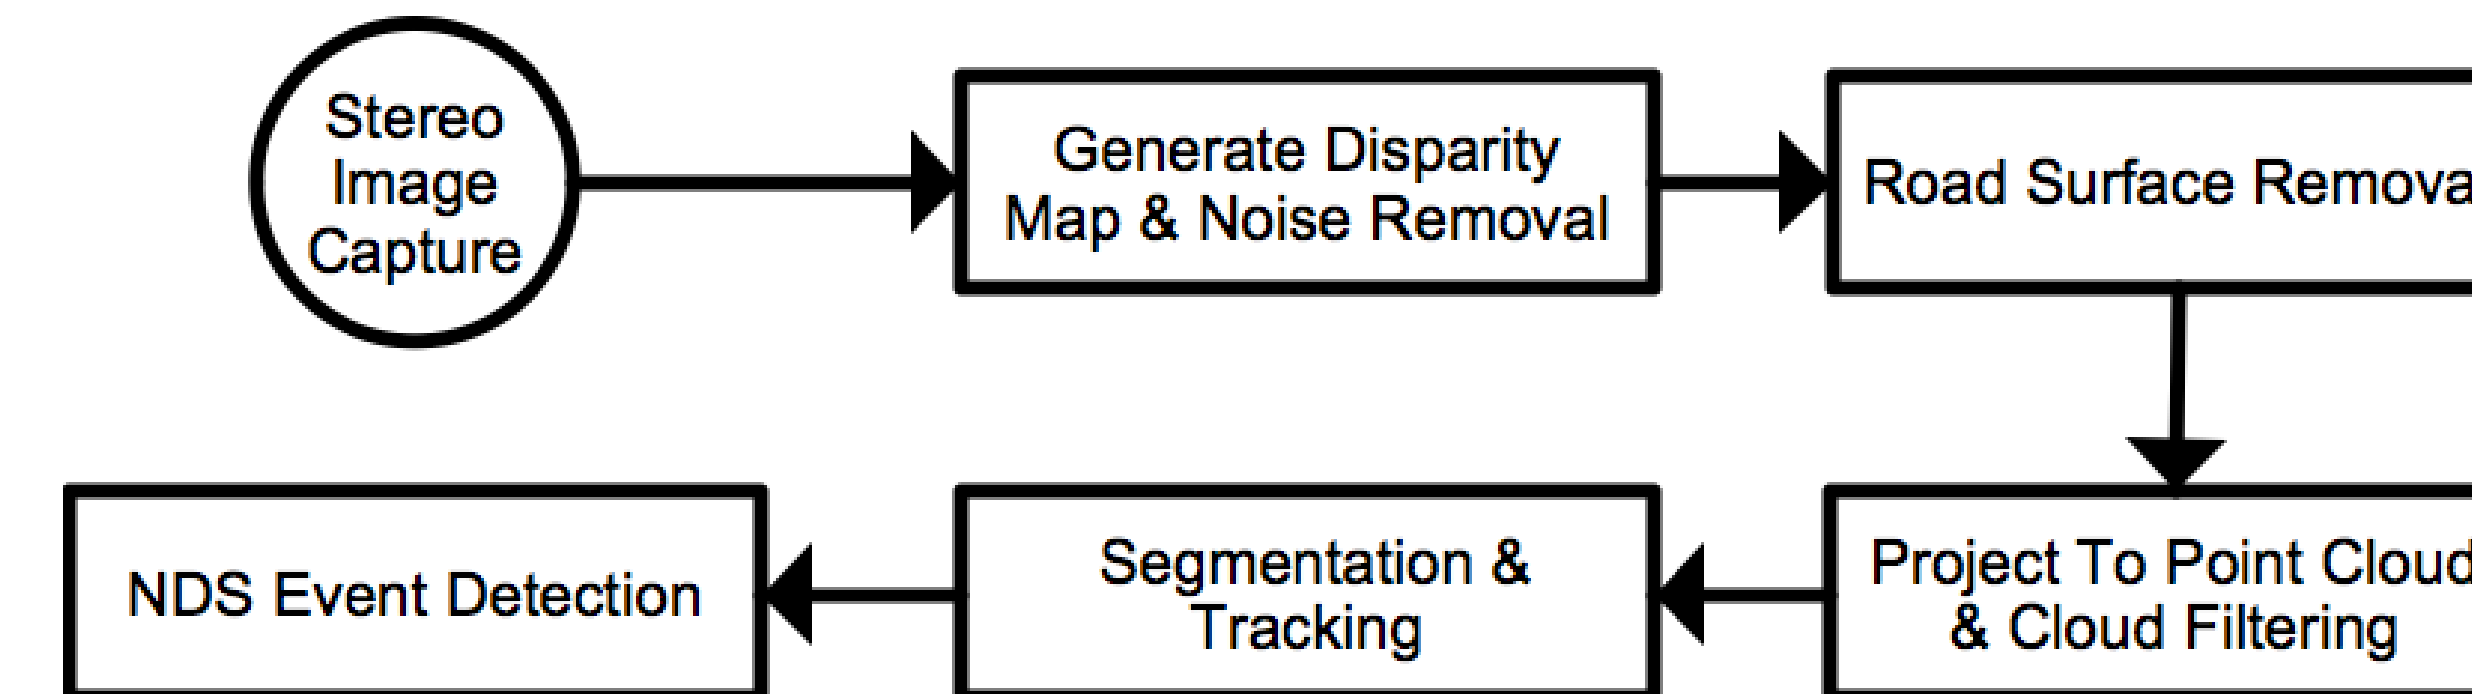 Stereo
Image
Capture
Generate Disparity
Map & Noise Removal
Road Surface Remova
NDS Event Detection
Segmentation &
Tracking
Project To Point Cloud
& Cloud Filtering